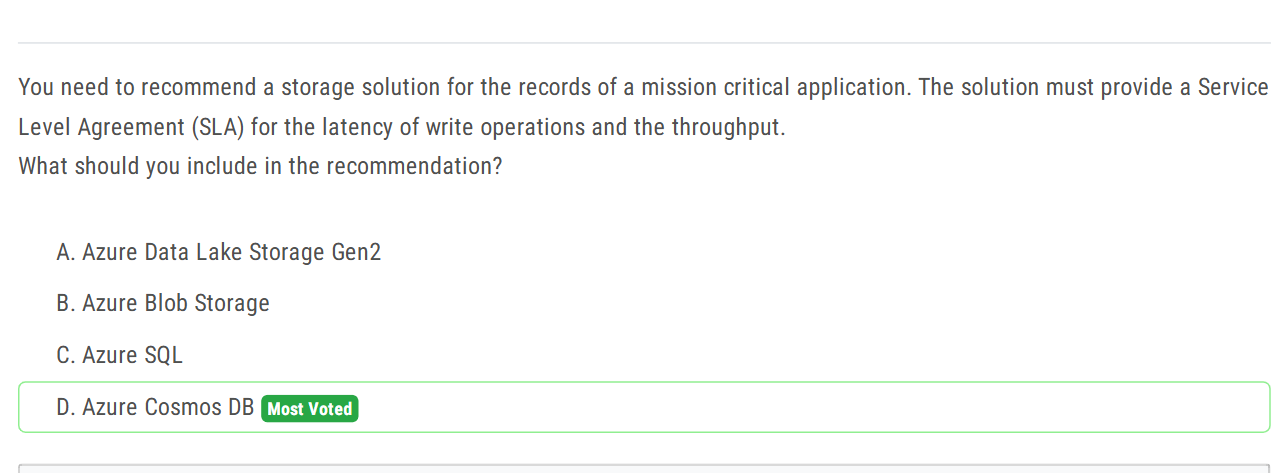 You need to recommend a storage solution for the records of a mission critical application. The solution must provide a Service
Level Agreement (SLA) for the latency of write operations and the throughput.
What should you include in the recommendation?
A. Azure Data Lake Storage Gen2
B. Azure Blob Storage
C. Azure SQL
D. Azure Cosmos DB Most Voted